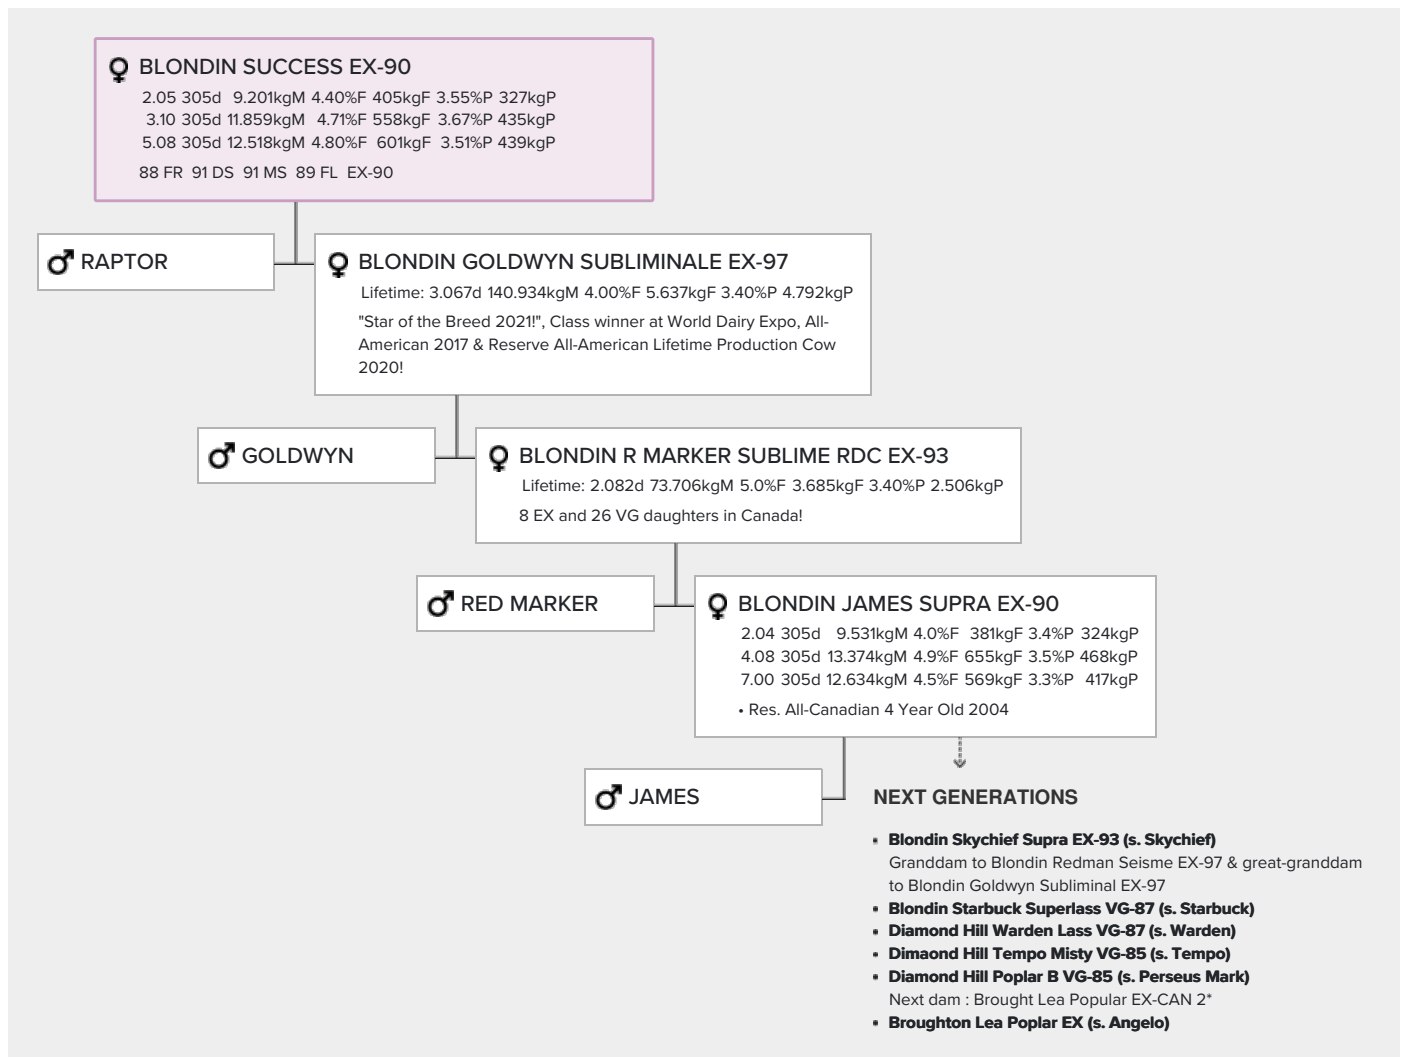 BLONDIN SUCCESS EX-90
2.05 305d 9.201kgM 4.40%F 405kgF 3.55%P 327kgP
3.10 305d 11.859kgM 4.71%F 558kgF 3.67%P 435kgP
5.08 305d 12.518kgM 4.80%F 601kgF 3.51%P 439kgP
88 FR 91 DS 91 MS 89 FL EX-90
RAPTOR
BLONDIN GOLDWYN SUBLIMINALE EX-97
Lifetime: 3.067d 140.934kgM 4.00%F 5.637kgF 3.40%P 4.792kgP
"Star of the Breed 2021!", Class winner at World Dairy Expo, All-
American 2017 & Reserve All-American Lifetime Production Cow
2020!
GOLDWYN
BLONDIN R MARKER SUBLIME RDC EX-93
Lifetime: 2.082d 73.706kgM 5.0%F 3.685kgF 3.40%P 2.506kgP
8 EX and 26 VG daughters in Canada!
RED MARKER
BLONDIN JAMES SUPRA EX-90
2.04 305d 9.531kgM 4.0%F 381kgF 3.4%P 324kgP
4.08 305d 13.374kgM 4.9%F 655kgF 3.5%P 468kgP
7.00 305d 12.634kgM 4.5%F 569kgF 3.3%P 417kgP
• Res. All-Canadian 4 Year Old 2004
JAMES
NEXT GENERATIONS
• Blondin Skychief Supra EX-93 (s. Skychief)
Granddam to Blondin Redman Seisme EX-97 & great-granddam
to Blondin Goldwyn Subliminal EX-97
• Blondin Starbuck Superlass VG-87 (s. Starbuck)
• Diamond Hill Warden Lass VG-87 (s. Warden)
• Dimaond Hill Tempo Misty VG-85 (s. Tempo)
• Diamond Hill Poplar B VG-85 (s. Perseus Mark)
Next dam : Brought Lea Popular EX-CAN 2*
• Broughton Lea Poplar EX (s. Angelo)